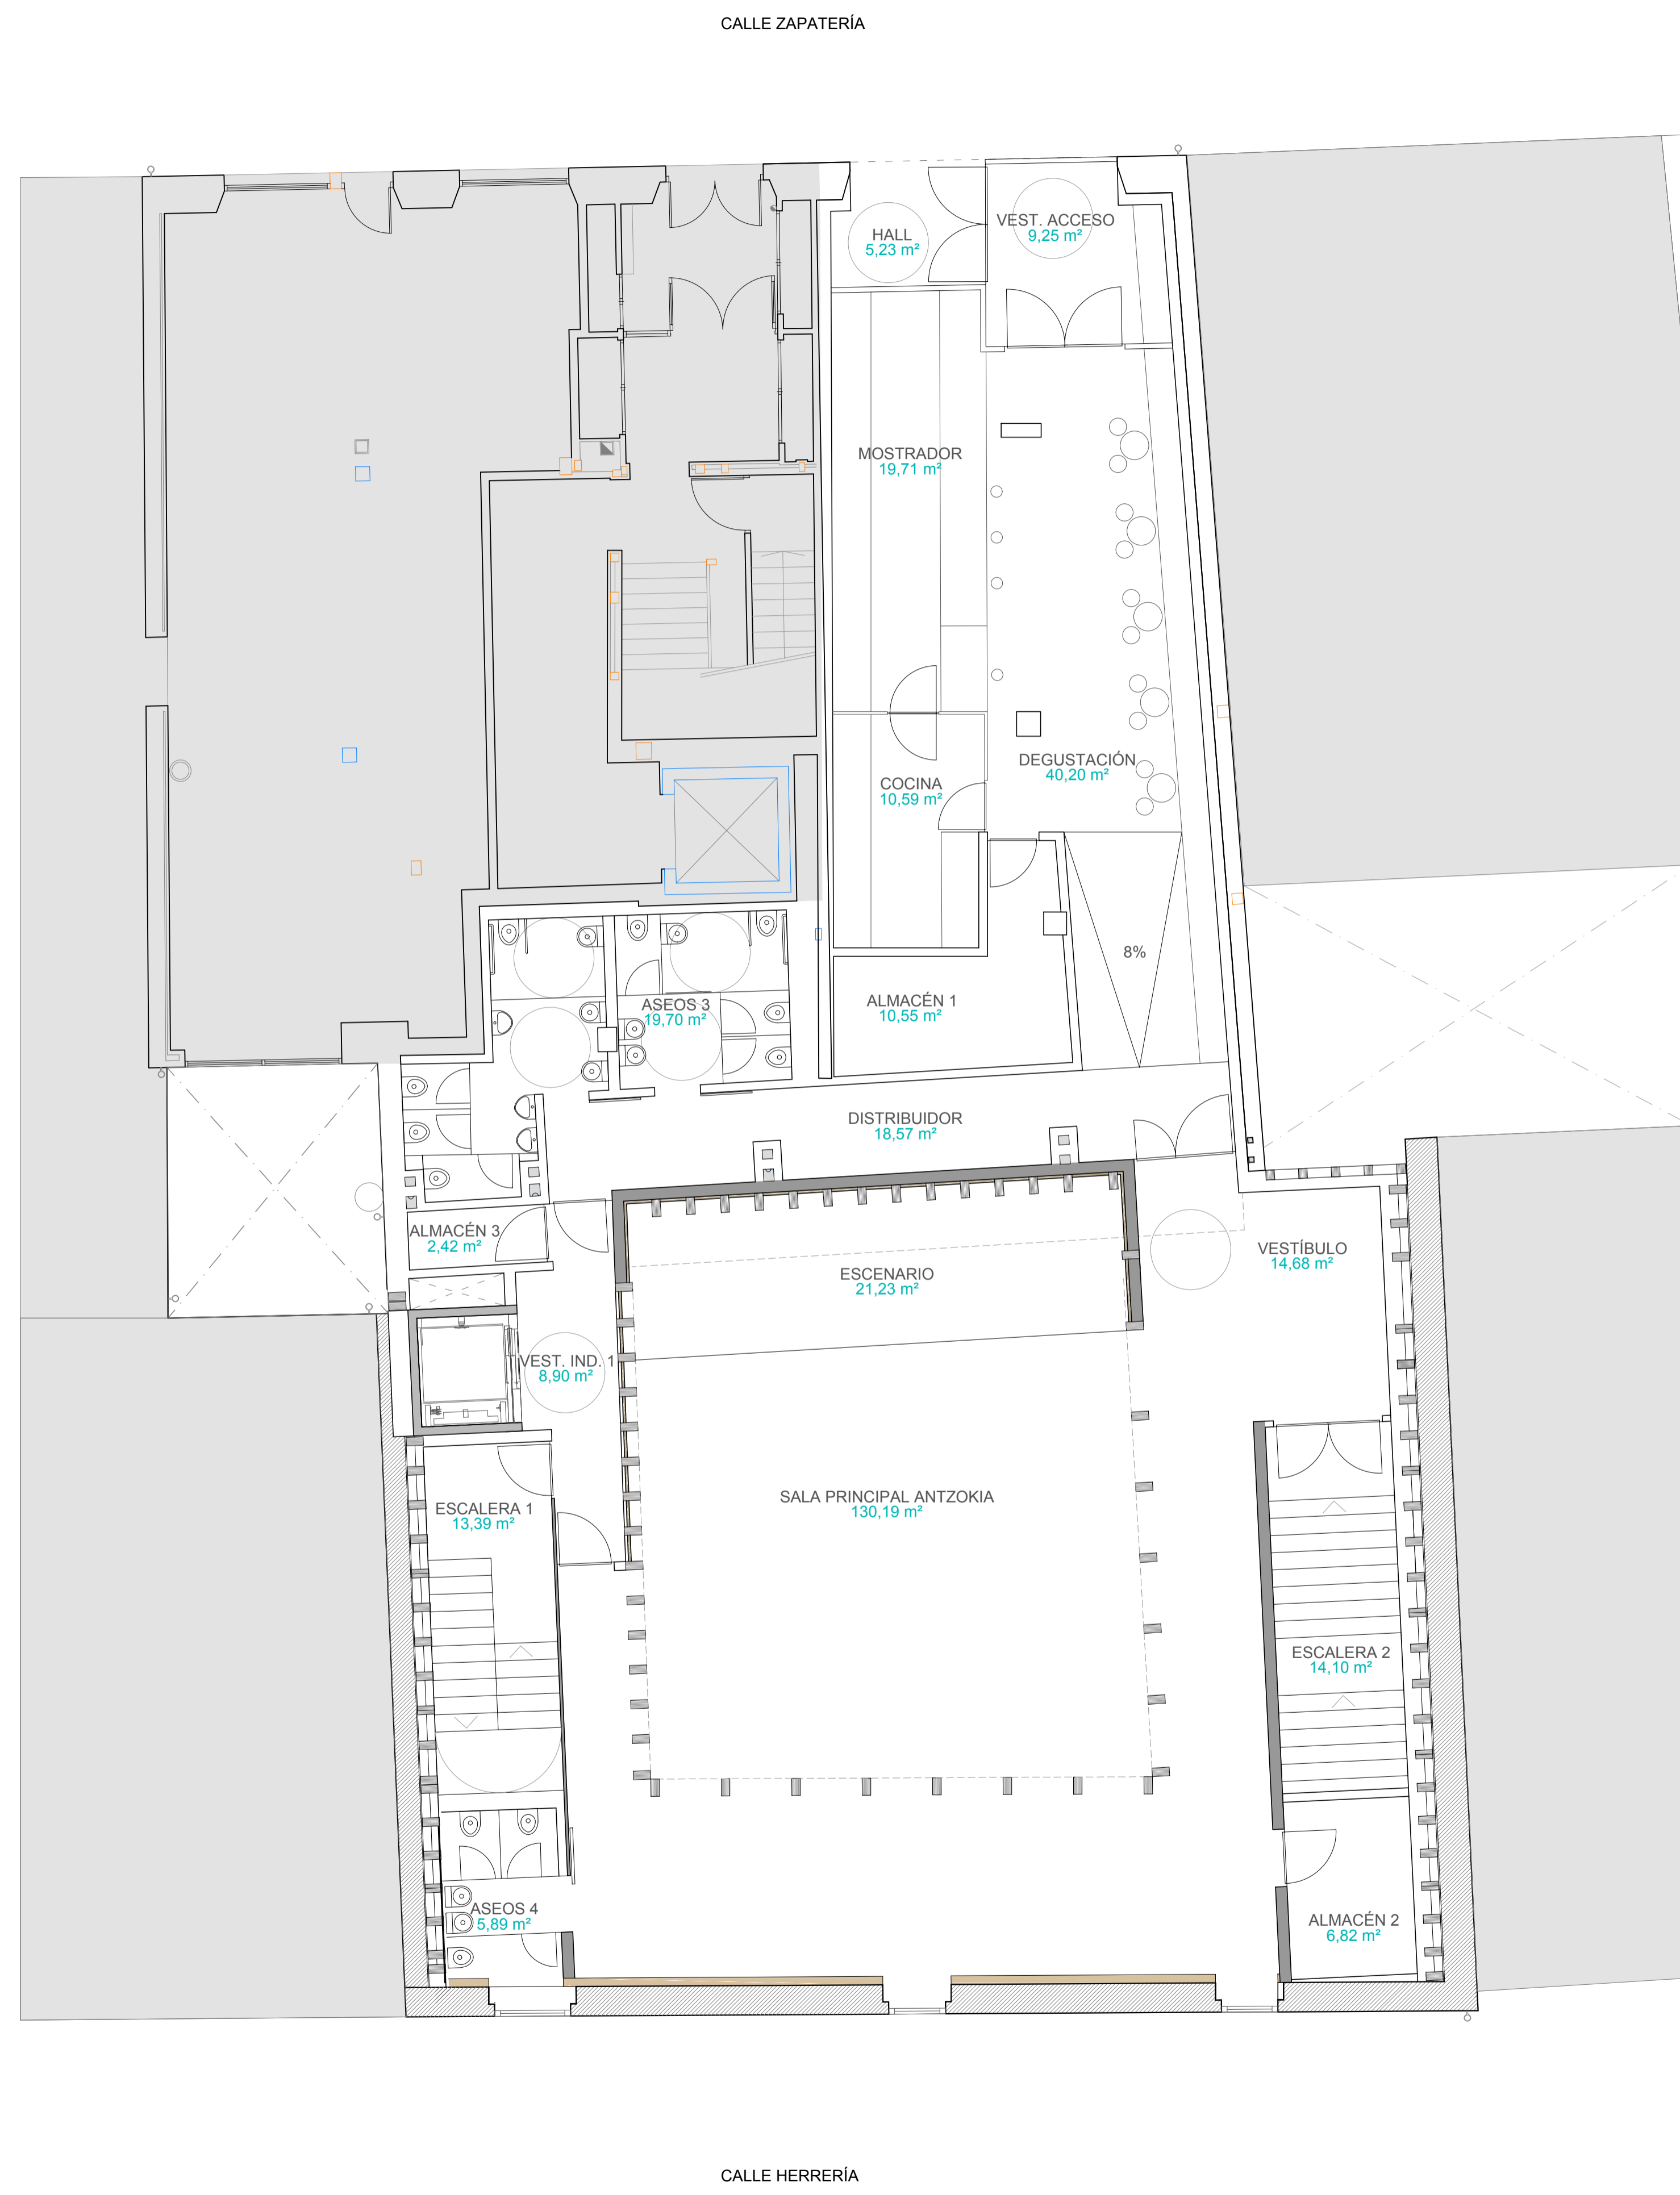 CALLE ZAPATERÍA
HALL
5,23 m²
VEST. ACCESO
9,25 m²
MOSTRADOR
19,71 m²
DEGUSTACIÓN
40,20 m²
COCINA
10,59 m²
8%
ASEOS 3
19,70 m²
ALMACÉN 1
10,55 m²
DISTRIBUIDOR
18,57 m²
ALMACÉN 3
2,42 m²
ESCENARIO
21,23 m²
VESTÍBULO
14,68 m²
VEST. IND. 1
8,90 m²
ESCALERA 1
13,39 m²
SALA PRINCIPAL ANTZOKIA
130,19 m²
ESCALERA 2
14,10 m²
ASEOS 4
5,89 m²
ALMACÉN 2
6,82 m²
CALLE HERRERÍA